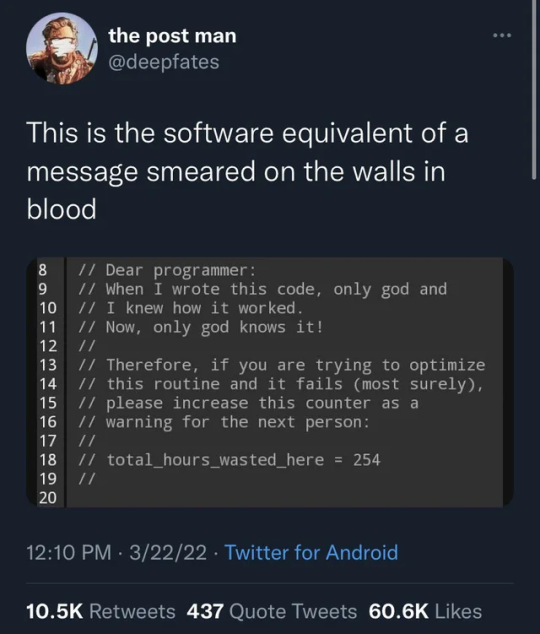 the post man
@deepfates
This is the software equivalent of a
message smeared on the walls in
blood
8 // Dear programmer:
9 // When I wrote this code, only god and
10 // I knew how it worked.
11 // Now, only god knows it!
12 //
13 // Therefore, if you are trying to optimize
14 // this routine and it fails (most surely),
15 // please increase this counter as a
16 // warning for the next person:
17 //
18 // total_hours_wasted_here = 254
19 //
20
12:10 PM · 3/22/22 · Twitter for Android
10.5K Retweets 437 Quote Tweets 60.6K Likes